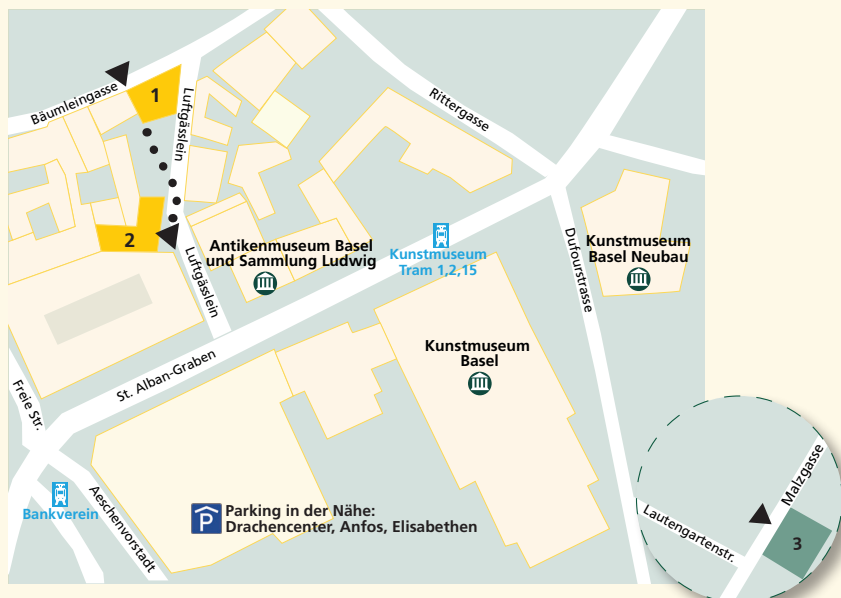 1
Bäumleingasse
Luftgässlein
Rittergasse
2
Luftgässlein
Antikenmuseum Basel
und Sammlung Ludwig
Kunstmuseum
Tram 1,2,15
Dufourstrasse
Kunstmuseum
Basel Neubau
Kunstmuseum
Basel
St. Alban-Graben
Freie Str.
Bankverein
Aeschenvorstadt
P
Parking in der Nähe:
Drachencenter, Anfos, Elisabethen
Malzgasse
Lautengartenstr.
3